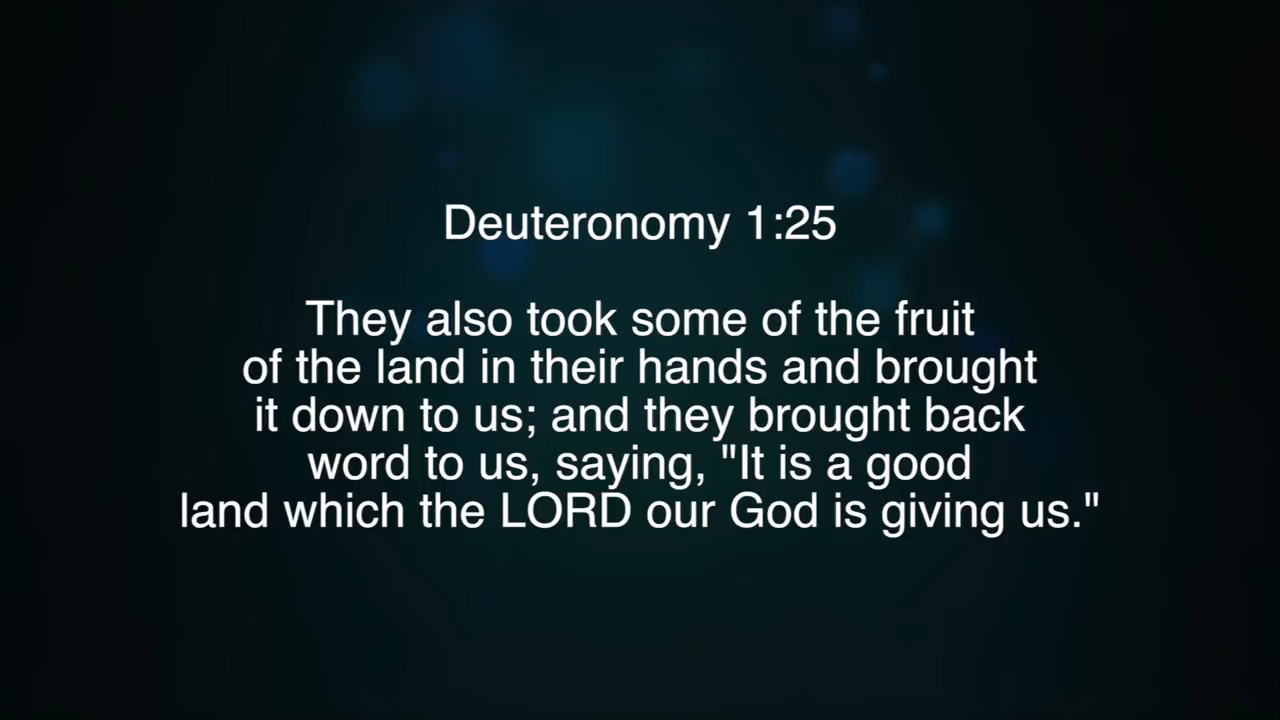 Deuteronomy 1:25
They also took some of the fruit
of the land in their hands and brought
it down to us; and they brought back
word to us, saying, "It is a good
land which the LORD our God is giving us."